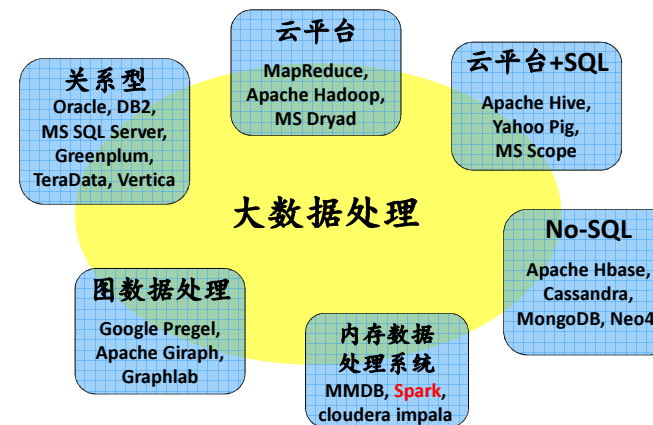 云平台
MapReduce,
Apache Hadoop,
MS Dryad
关系型
Oracle, DB2,
MS SQL Server,
Greenplum,
TeraData, Vertica
云平台+SQL
Apache Hive,
Yahoo Pig,
MS Scope
大数据处理
No-SQL
Apache Hbase,
Cassandra,
MongoDB, Neo4
图数据处理
Google Pregel,
Apache Giraph,
Graphlab
内存数据
处理系统
MMDB, Spark,
cloudera impala